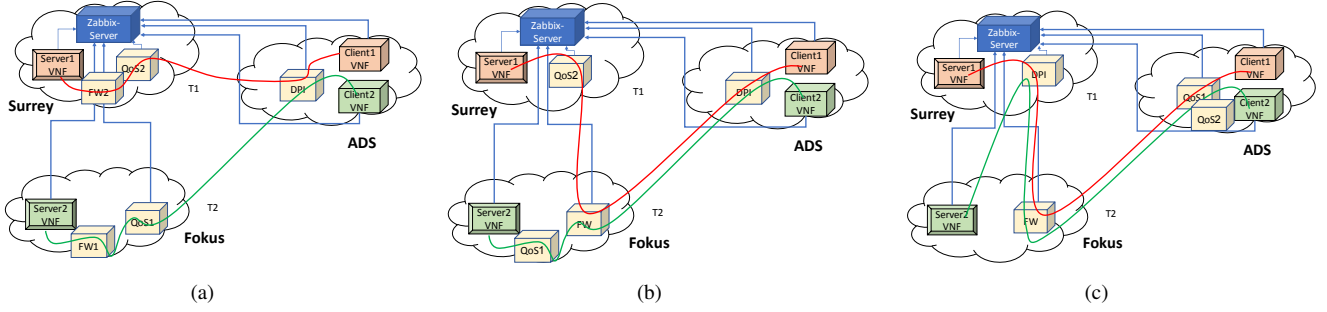 Zabbix-
Server
Server1
VNF
QoS2
FW2
Surrey
T1
Client1
VNF
DPI
Client2
VNF
ADS
Server2
VNF
QoS1
FW1
T2
Fokus
(a)
Zabbix-
Server
Server1
VNF
QoS2
Surrey
T1
Client1
VNF
DPI
Client2
VNF
ADS
Server2
VNF
FW
QoS1
T2
Fokus
(b)
Zabbix-
Server
Server1
VNF
DPI
Surrey
T1
Client1
VNF
QoS1
Client2
VNF
QoS2
ADS
Server2
VNF
FW
T2
Fokus
(c)